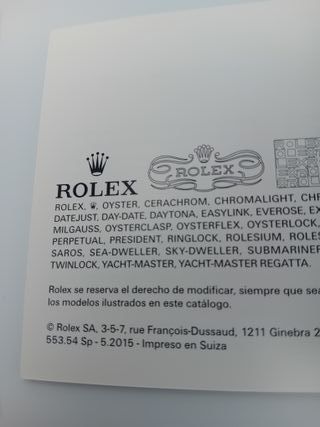 ROLEX
ROLEX
ROLEX, OYSTER, CERACHROM, CHROMALIGHT,
DATEJUST, DAY-DATE, DAYTONA, EASYLINK, EVEROSE,
MILGAUSS, OYSTERCLASP, OYSTERFLEX, OYSTERLOCK,
PERPETUAL, PRESIDENT, RINGLOCK, ROLESIUM,
SAROS, SEA-DWELLER, SKY-DWELLER, SUBMARINER
TWINLOCK, YACHT-MASTER, YACHT-MASTER REGATTA.
Rolex se reserva el derecho de modificar, siempre que
los modelos ilustrados en este catálogo.
© Rolex SA, 3-5-7, rue François-Dussaud, 1211 Ginebra 2
553.54 Sp - 5.2015 - Impreso en Suiza